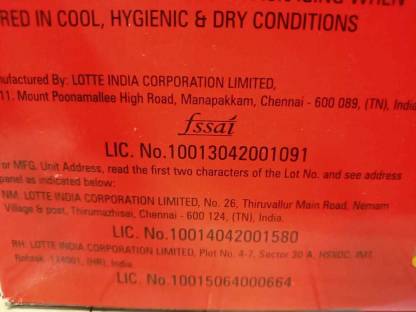 RED IN COOL, HYGIENIC & DRY CONDITIONS
nufactured By: LOTTE INDIA CORPORATION LIMITED,
11. Mount Poonamallee High Road, Manapakkam, Chennai - 600 089, (TN), India
fssai
LIC. No.10013042001091
or MFG. Unit Address, read the first two characters of the Lot No. and see address
panel as indicated below:
NM: LOTTE INDIA CORPORATION LIMITED, No. 26, Thiruvallur Main Road, Nemam
Village & post, Thirumazhisai, Chennai - 600 124, (TN), India.
LIC. No.10014042001580
RH: LOTTE INDIA CORPORATION LIMITED, Plot No. 4-7, Sector 30 A, HSIIDC, IMT,
Rohtak. 124001, (HR), India
LIC. No.10015064000664